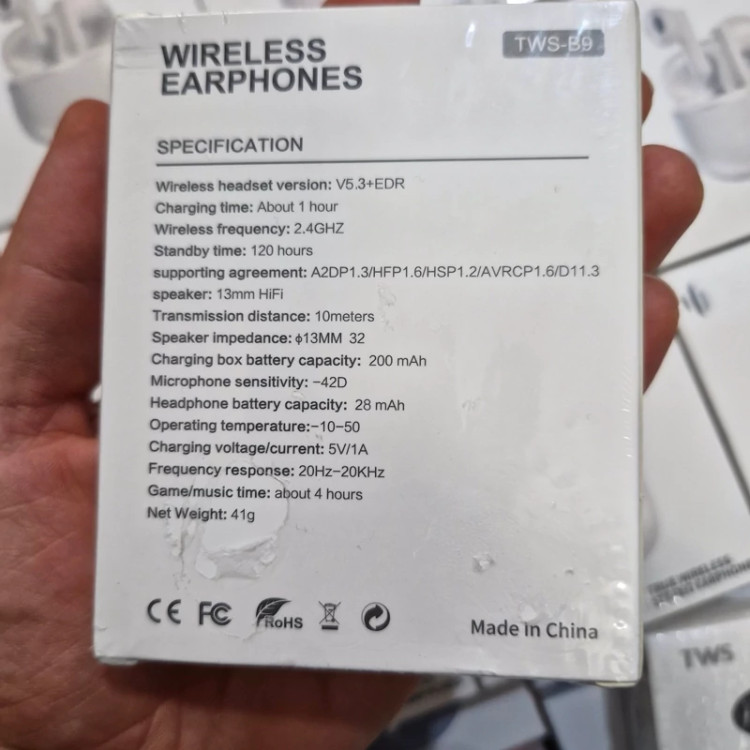 WIRELESS
EARPHONES
TWS-B9
SPECIFICATION
Wireless headset version: V5.3+EDR
Charging time: About 1 hour
Wireless frequency: 2.4GHZ
Standby time: 120 hours
supporting agreement: A2DP1.3/HFP1.6/HSP1.2/AVRCP1.6/D11.3
speaker: 13mm HiFi
Transmission distance: 10meters
Speaker impedance: ϕ13MM 32
Charging box battery capacity: 200 mAh
Microphone sensitivity: −42D
Headphone battery capacity: 28 mAh
Operating temperature:−10−50
Charging voltage/current: 5V/1A
Frequency response: 20Hz−20KHz
Game/music time: about 4 hours
Net Weight: 41g
CE FC RoHS
Made in China
TRUE WIRELESS
STEREO EARPHONE
TWS